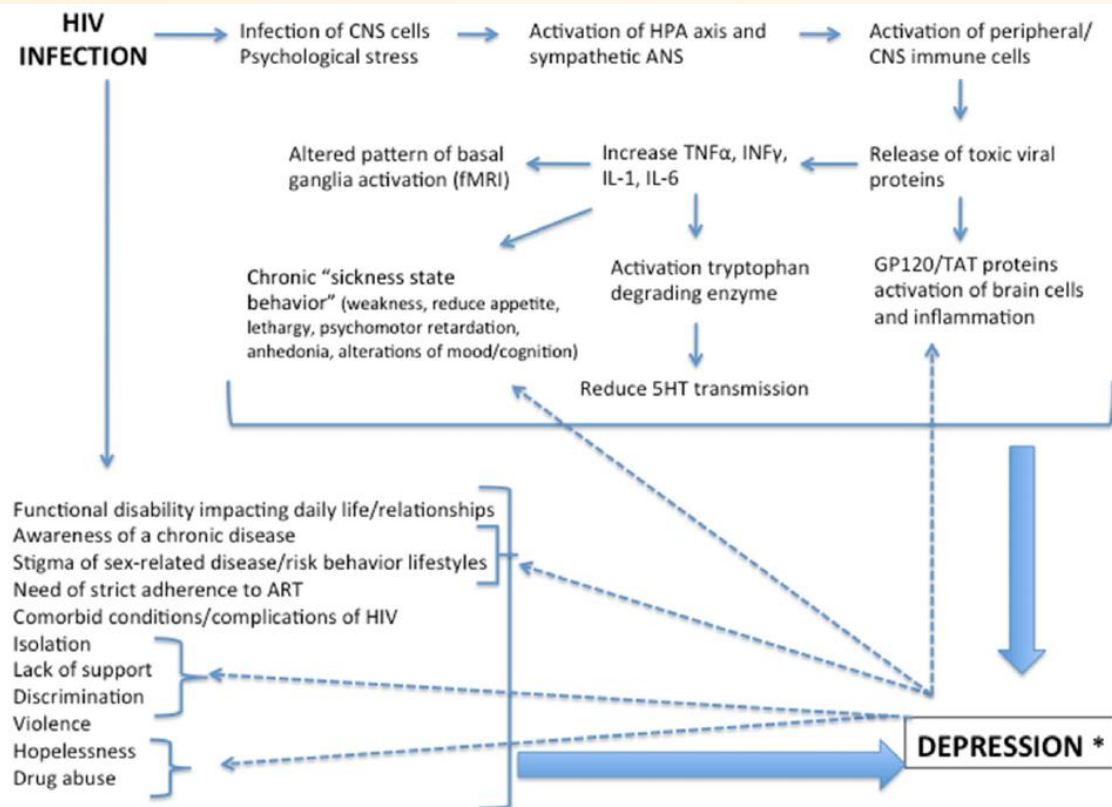 HIV
INFECTION
Infection of CNS cells
Psychological stress
Activation of HPA axis and
sympathetic ANS
Activation of peripheral/
CNS immune cells
Altered pattern of basal
ganglia activation (fMRI)
Increase TNFα, INFγ,
IL-1, IL-6
Release of toxic viral
proteins
Chronic “sickness state
behavior” (weakness, reduce appetite,
lethargy, psychomotor retardation,
anhedonia, alterations of mood/cognition)
Activation tryptophan
degrading enzyme
GP120/TAT proteins
activation of brain cells
and inflammation
Reduce 5HT transmission
Functional disability impacting daily life/relationships
Awareness of a chronic disease
Stigma of sex-related disease/risk behavior lifestyles
Need of strict adherence to ART
Comorbid conditions/complications of HIV
Isolation
Lack of support
Discrimination
Violence
Hopelessness
Drug abuse
DEPRESSION *